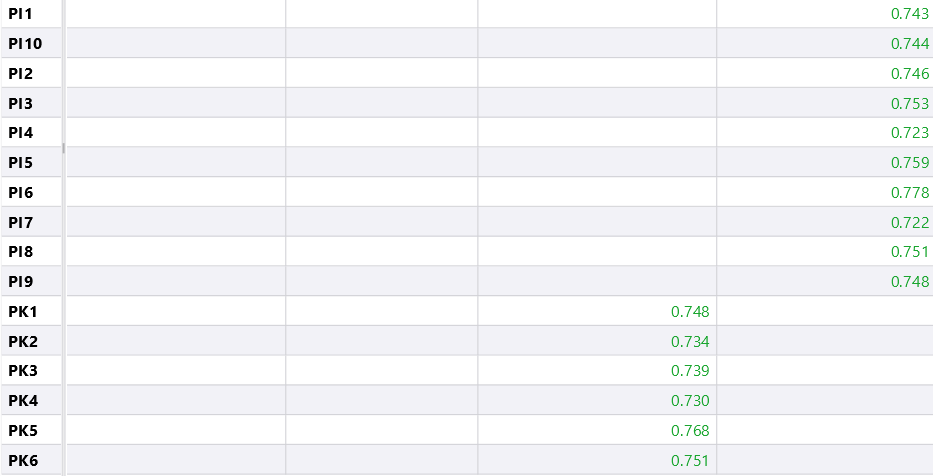 PI1 0.743
PI10 0.744
PI2 0.746
PI3 0.753
PI4 0.723
PI5 0.759
PI6 0.778
PI7 0.722
PI8 0.751
PI9 0.748
PK1 0.748
PK2 0.734
PK3 0.739
PK4 0.730
PK5 0.768
PK6 0.751